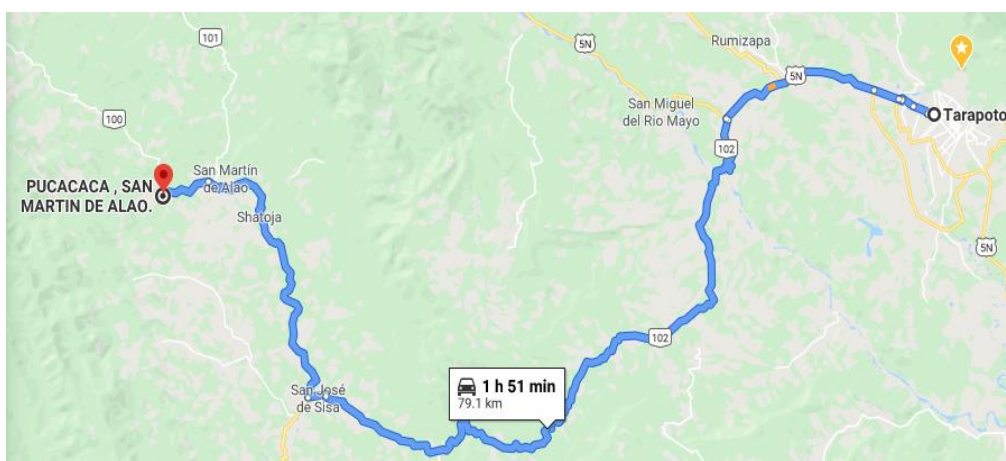 101
5N
Rumizapa
5N
100
San Miguel
del Rio Mayo
Tarapoto
102
San Martín
de Alao
PUCACACA , SAN
MARTIN DE ALAO.
Shatoja
5N
102
1 h 51 min
79.1 km
San José
de Sisa